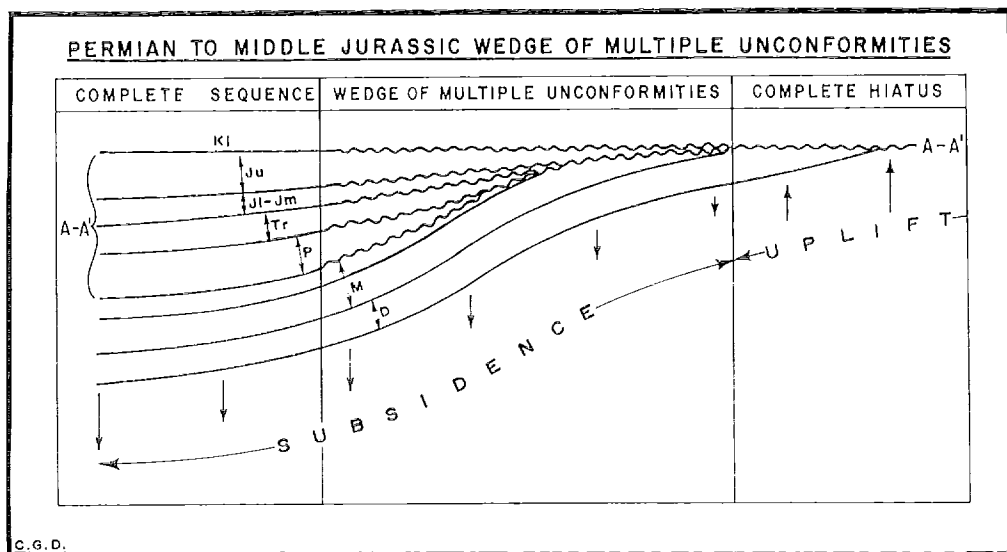 PERMIAN TO MIDDLE JURASSIC WEDGE OF MULTIPLE UNCONFORMITIES
COMPLETE SEQUENCE WEDGE OF MULTIPLE UNCONFORMITIES COMPLETE HIATUS
Kl
A-A'
Ju
Jl-Jm
A-A'
Tr
P
M
D
UPLIFT
SUBSIDENCE
C.G.D.